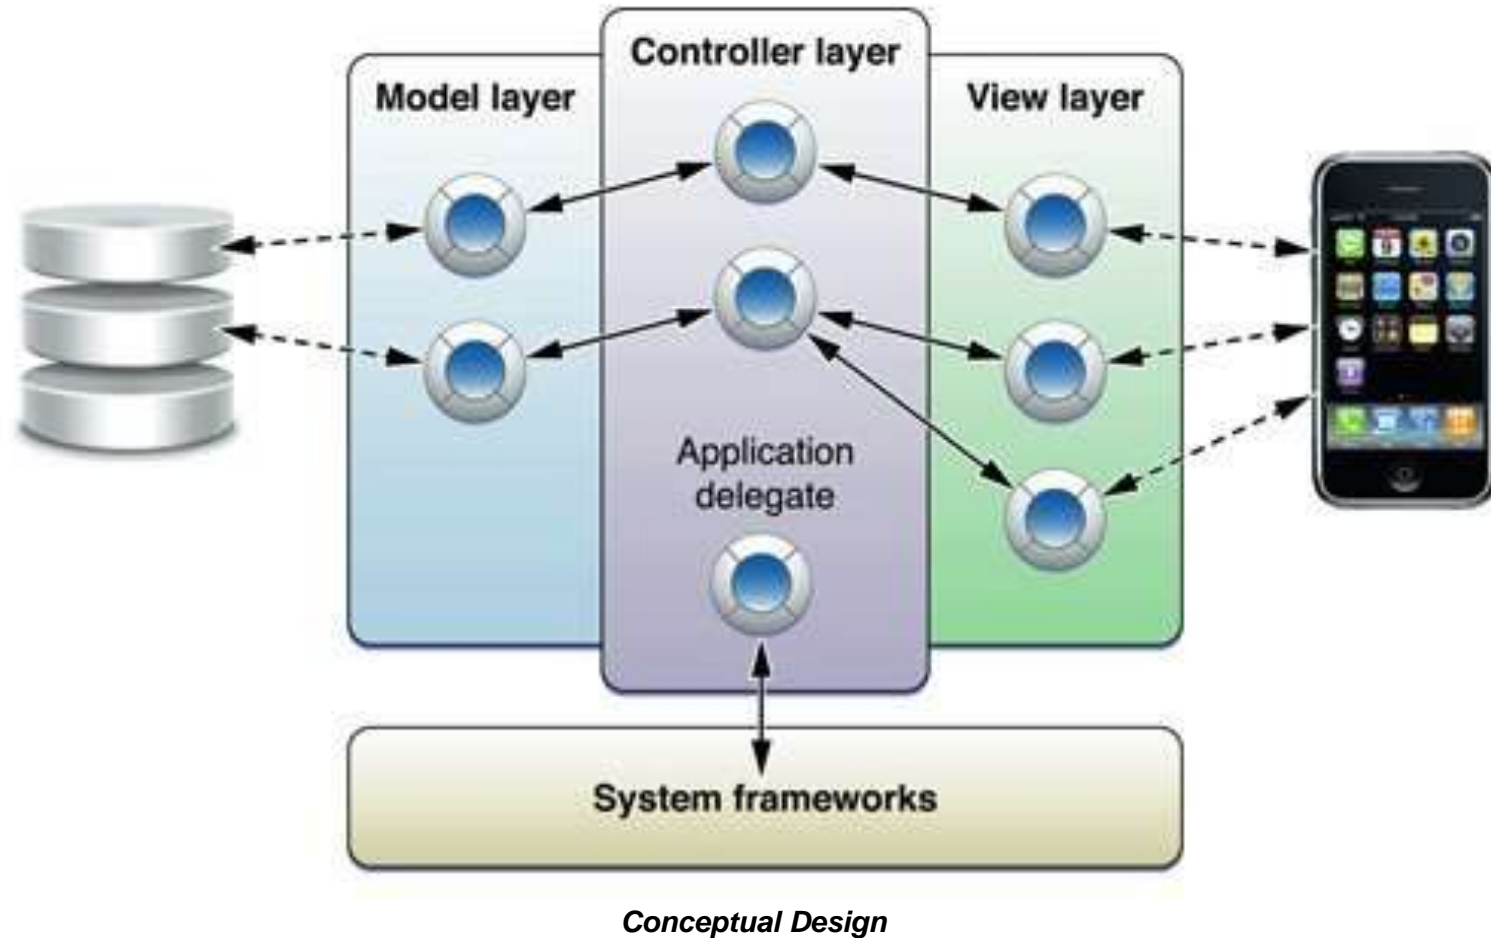 Controller layer
Model layer
View layer
Application
delegate
System frameworks
Conceptual Design